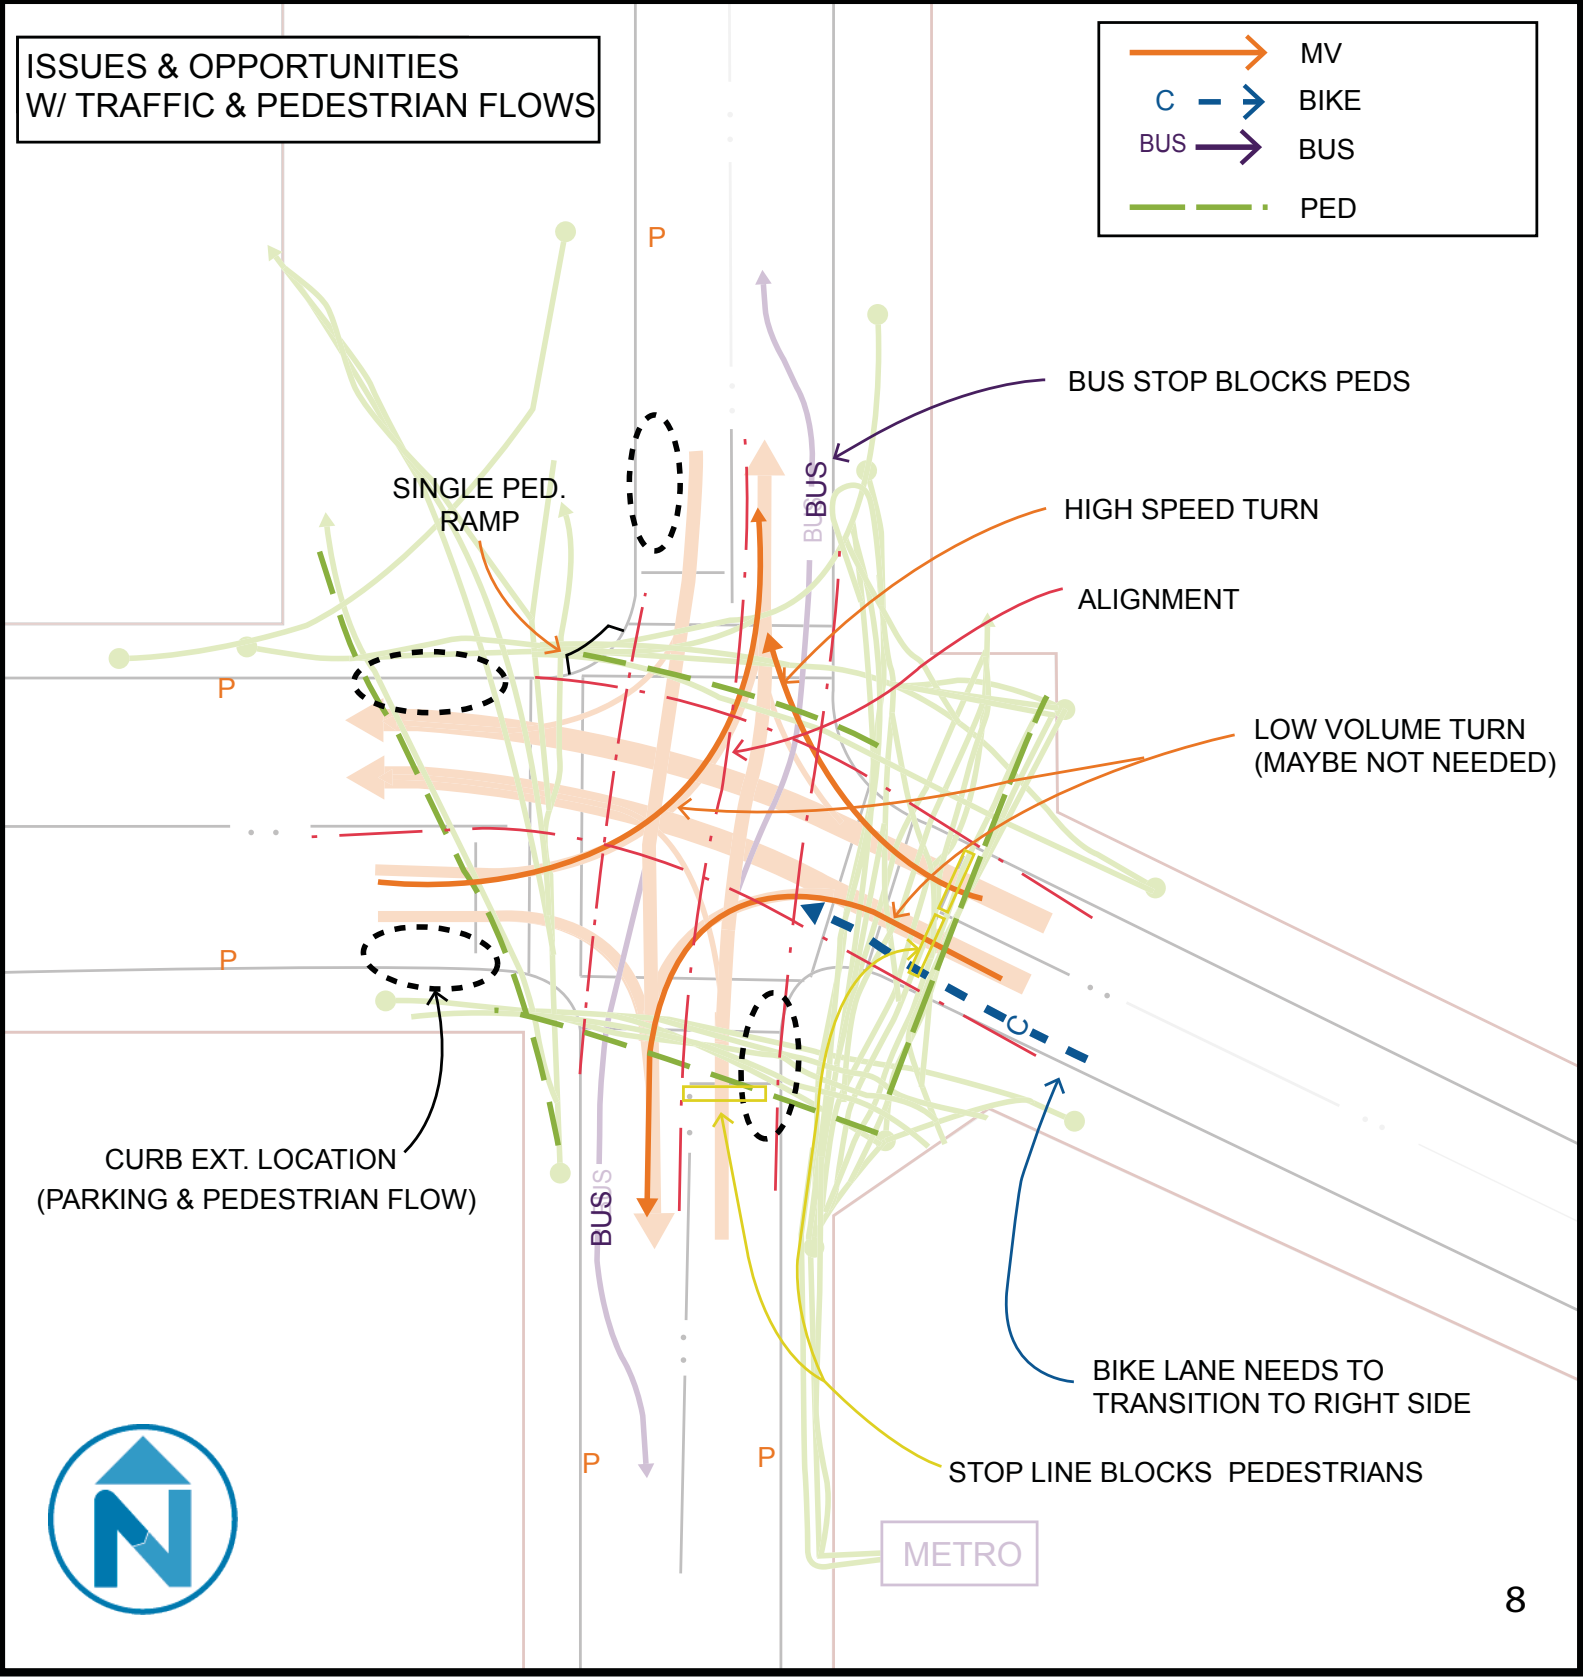 ISSUES & OPPORTUNITIES
W/ TRAFFIC & PEDESTRIAN FLOWS
MV
C
BIKE
BUS
BUS
PED
P
BUS STOP BLOCKS PEDS
BUS
BUS
SINGLE PED.
RAMP
HIGH SPEED TURN
ALIGNMENT
P
LOW VOLUME TURN
(MAYBE NOT NEEDED)
P
C
CURB EXT. LOCATION
(PARKING & PEDESTRIAN FLOW)
BUS
BUS
BIKE LANE NEEDS TO
TRANSITION TO RIGHT SIDE
P
P
STOP LINE BLOCKS PEDESTRIANS
N
METRO
8